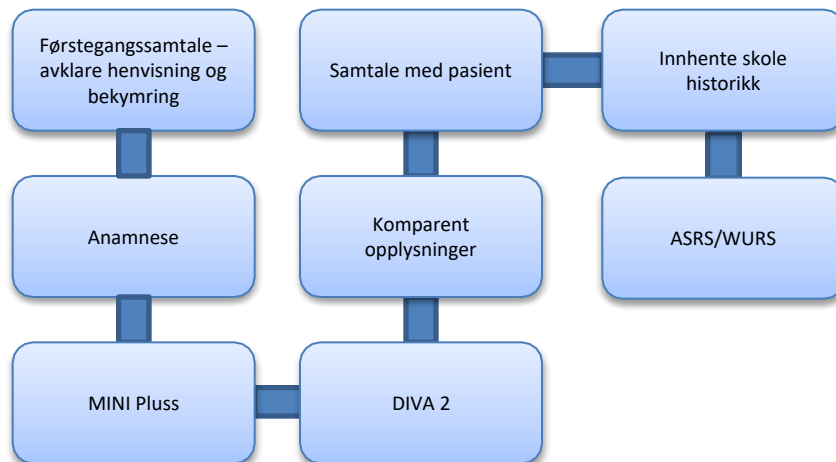 Førstegangssamtale –
avklare henvisning og
bekymring
Anamnese
MINI Pluss
DIVA 2
Komparent
opplysninger
Samtale med pasient
Innhente skole
historikk
ASRS/WURS